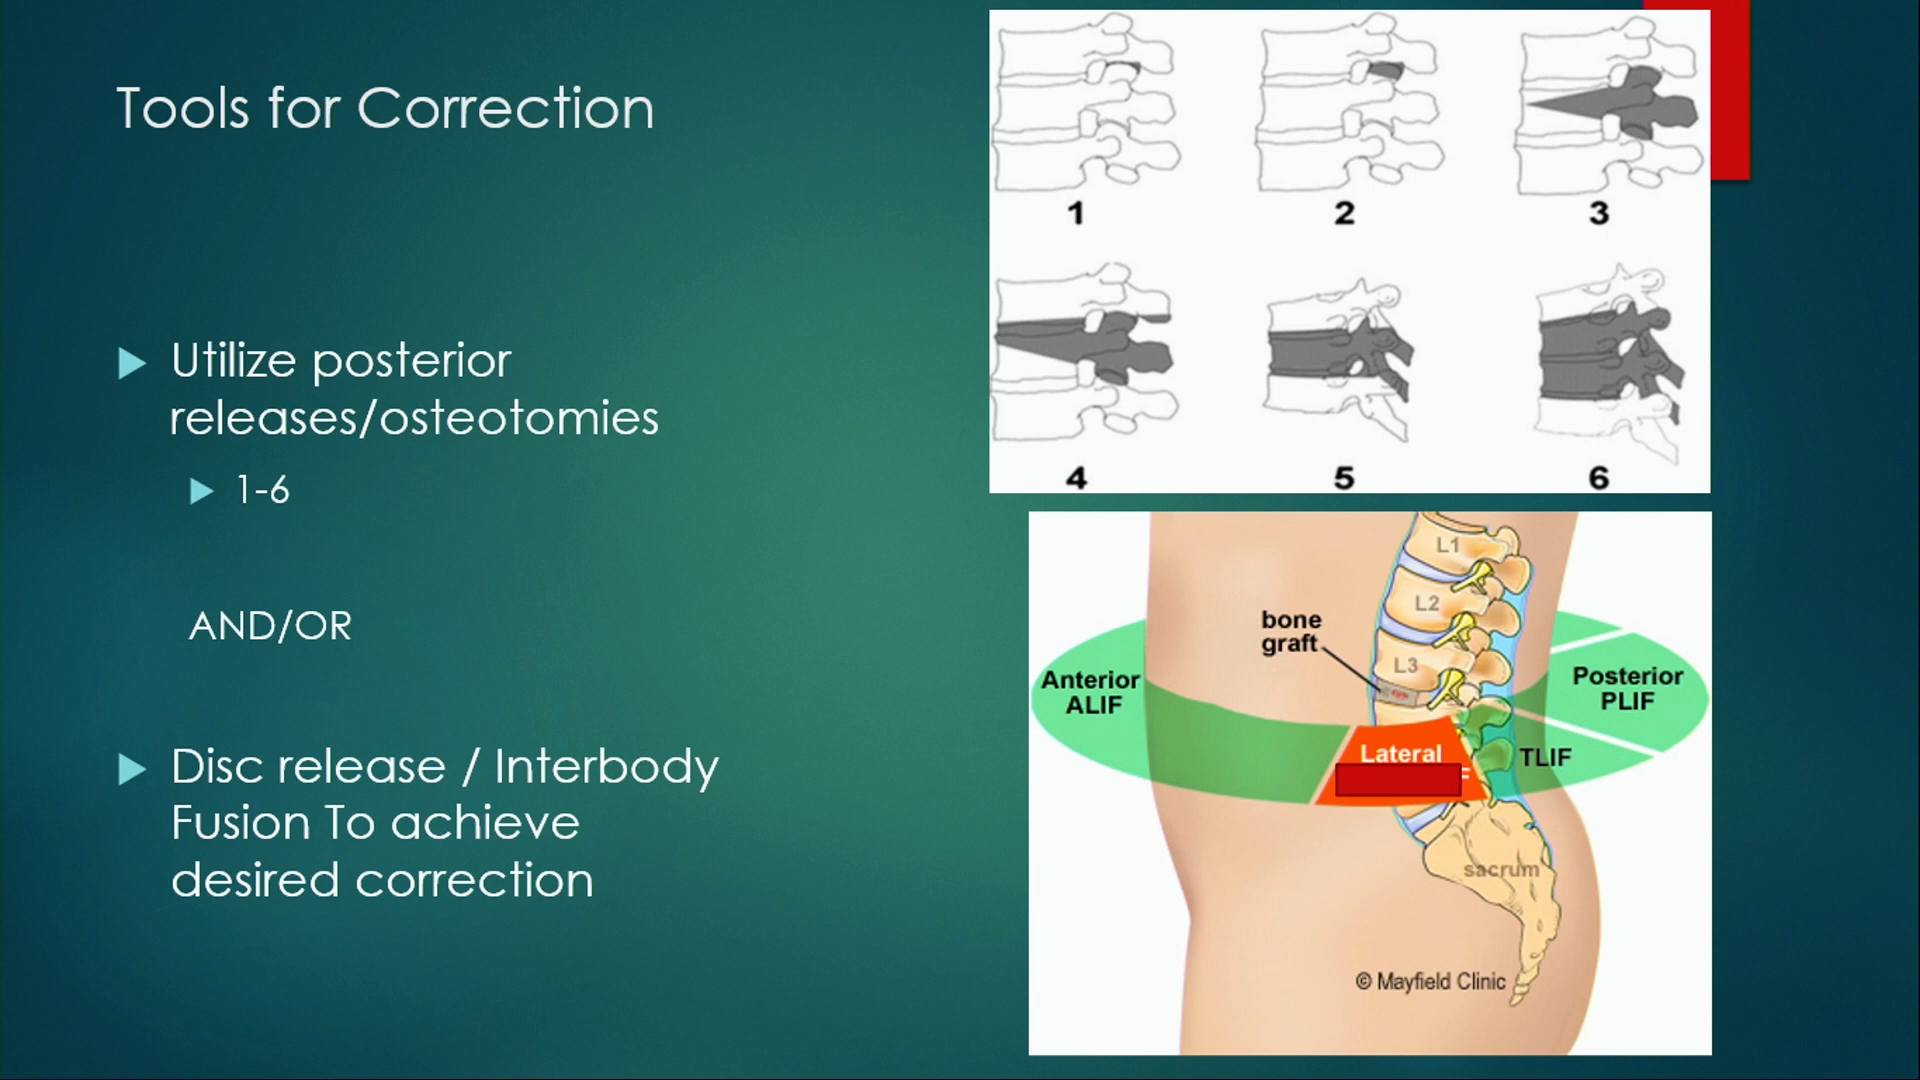 Tools for Correction
Utilize posterior
releases/osteotomies
1-6
AND/OR
Disc release / Interbody
Fusion To achieve
desired correction
1
2
3
4
5
6
L1
L2
L3
bone
graft
Anterior
ALIF
Posterior
PLIF
Lateral
F
TLIF
sacrum
© Mayfield Clinic